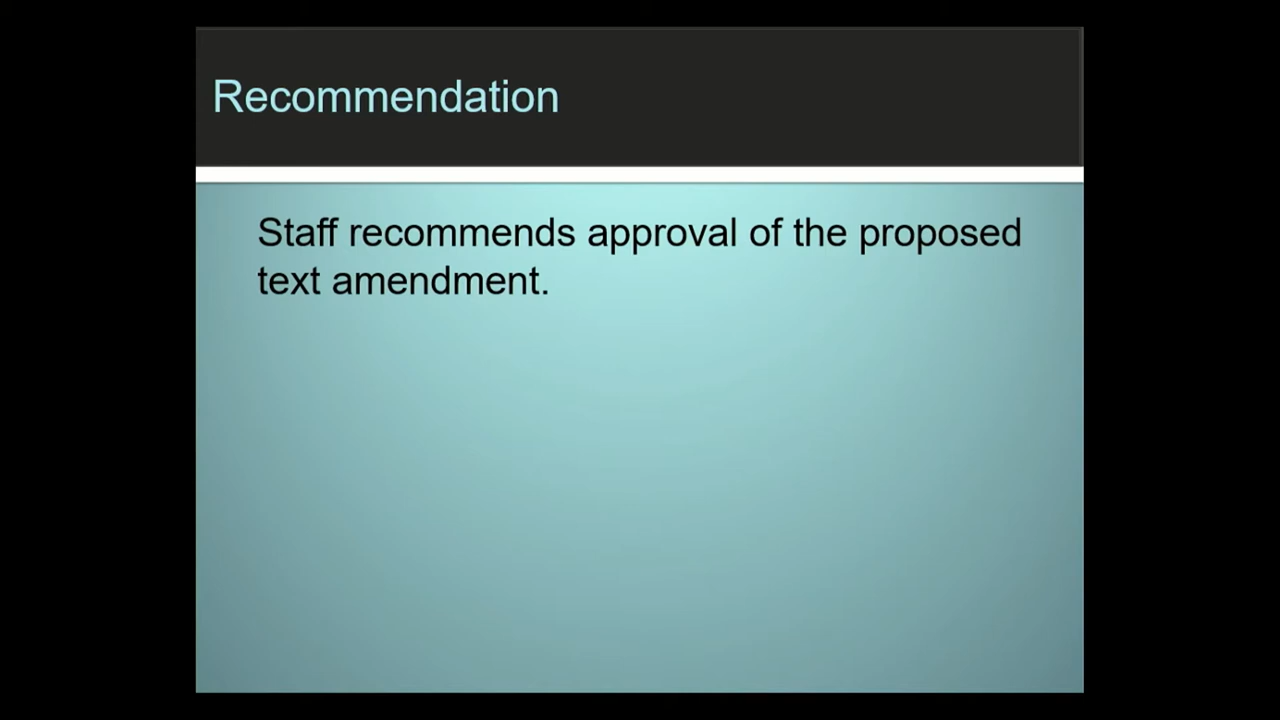 Recommendation
Staff recommends approval of the proposed
text amendment.